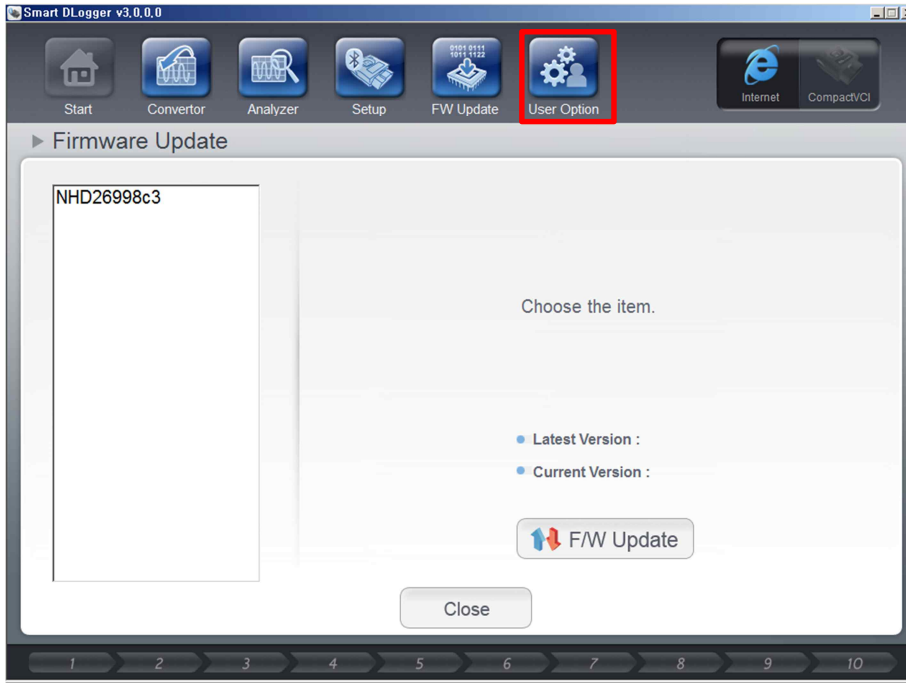 Smart DLogger v3,0,0,0
0101 0111
1011 1122
Start
Convertor
Analyzer
Setup
FW Update
User Option
Internet
CompactVCI
Firmware Update
NHD26998c3
Choose the item.
Latest Version :
Current Version :
F/W Update
Close
1 2 3 4 5 6 7 8 9 10